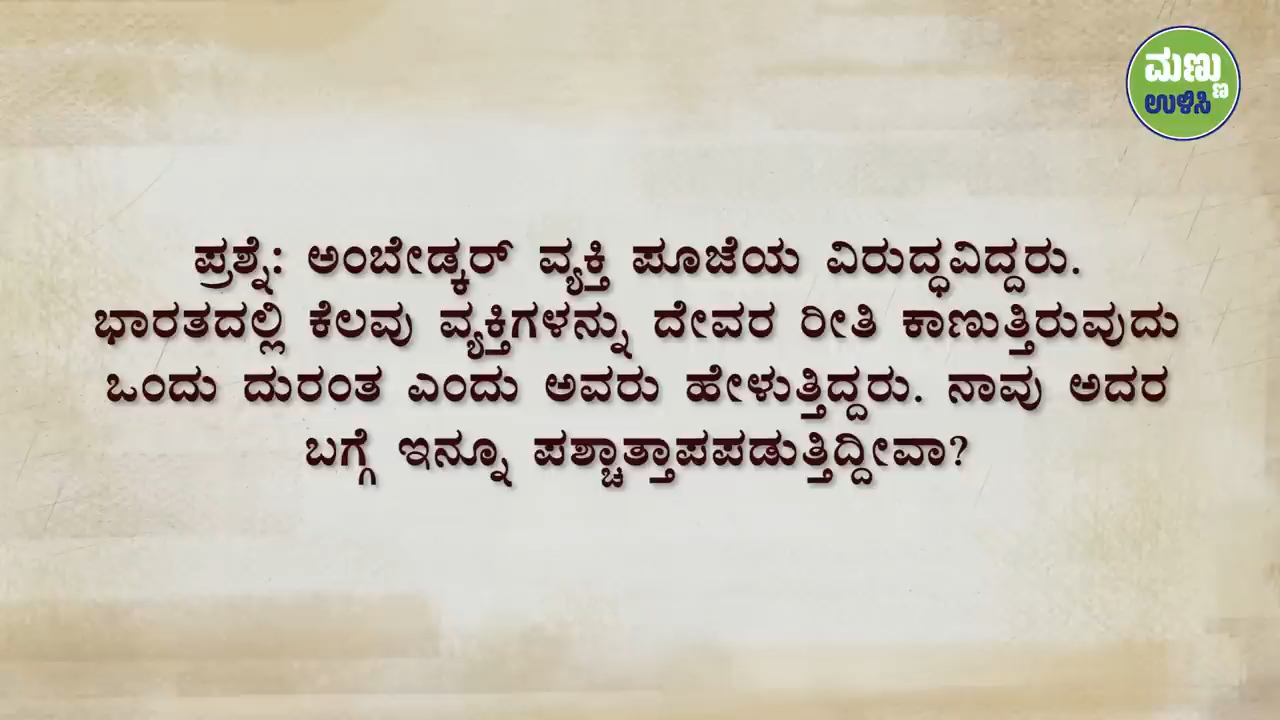 ಮಣ್ಣು
ಉಳಿಸಿ
ಪ್ರಶ್ನೆ: ಅಂಬೇಡ್ಕರ್ ವ್ಯಕ್ತಿ ಪೂಜೆಯ ವಿರುದ್ಧವಿದ್ದರು.
ಭಾರತದಲ್ಲಿ ಕೆಲವು ವ್ಯಕ್ತಿಗಳನ್ನು ದೇವರ ರೀತಿ ಕಾಣುತ್ತಿರುವುದು
ಒಂದು ದುರಂತ ಎಂದು ಅವರು ಹೇಳುತ್ತಿದ್ದರು. ನಾವು ಅದರ
ಬಗ್ಗೆ ಇನ್ನೂ ಪಶ್ಚಾತ್ತಾಪಪಡುತ್ತಿದ್ದೀವಾ?